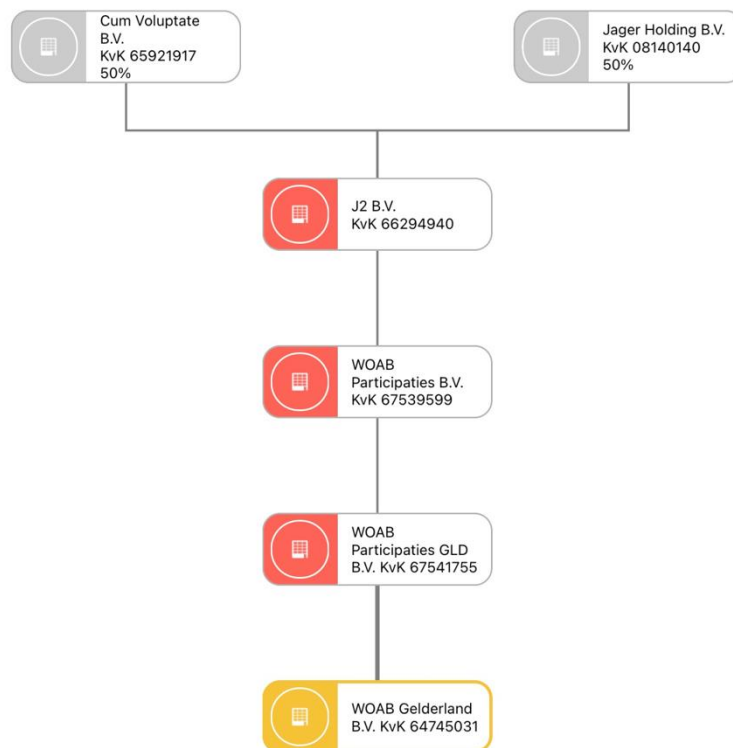 Cum Voluptate
B.V.
KvK 65921917
50%
Jager Holding B.V.
KvK 08140140
50%
J2 B.V.
KvK 66294940
WOAB
Participaties B.V.
KvK 67539599
WOAB
Participaties GLD
B.V. KvK 67541755
WOAB Gelderland
B.V. KvK 64745031